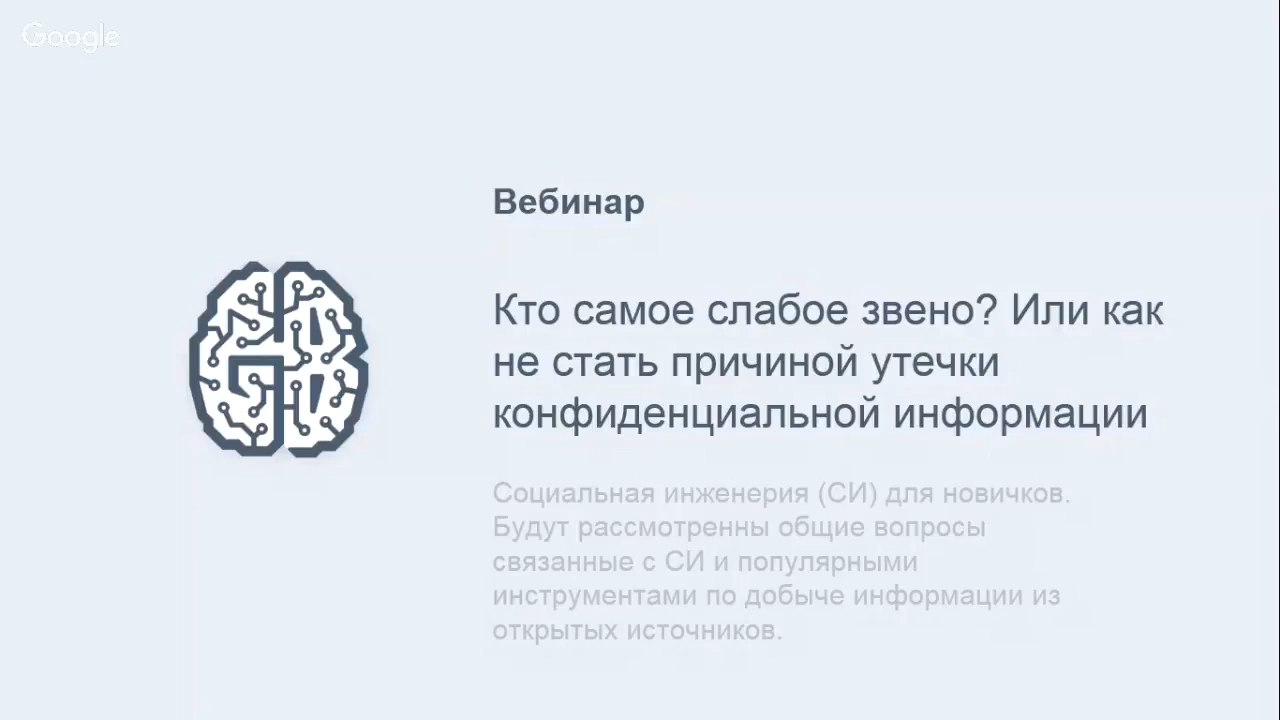 Google
Вебинар
Кто самое слабое звено? Или как
не стать причиной утечки
конфиденциальной информации
Социальная инженерия (СИ) для новичков.
Будут рассмотренны общие вопросы
связанные с СИ и популярными
инструментами по добыче информации из
открытых источников.